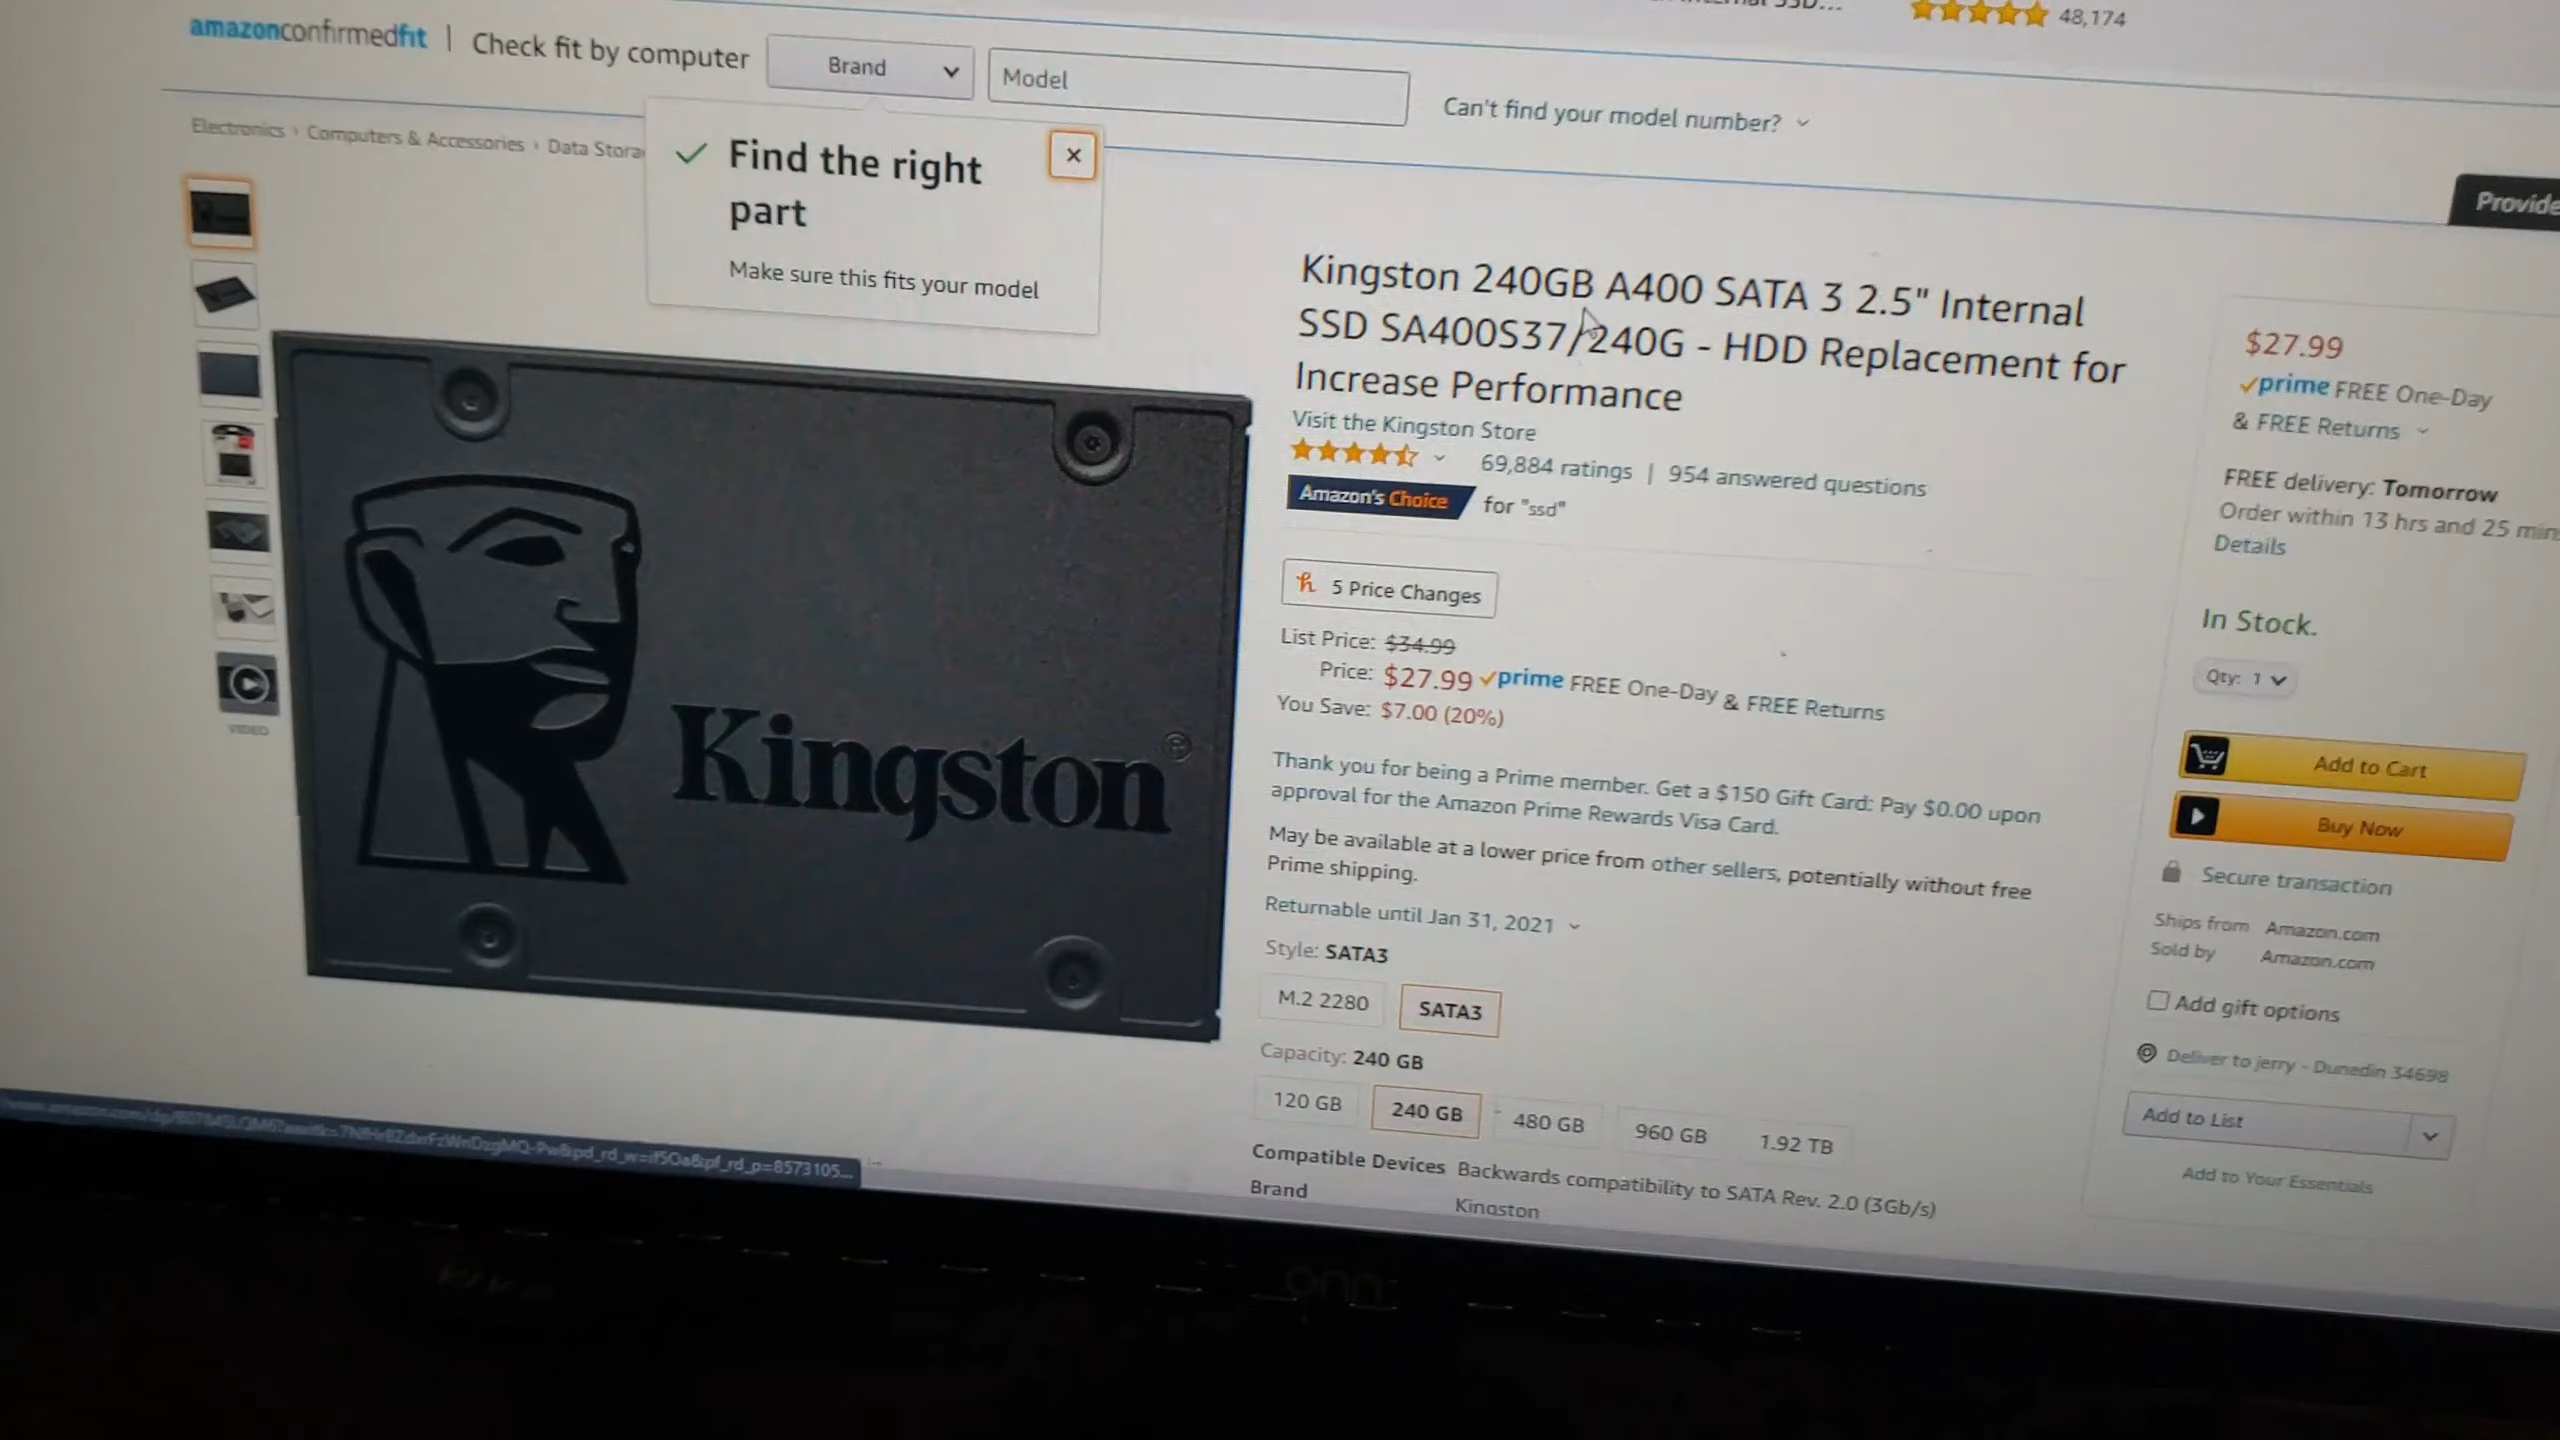 48,174
amazonconfirmedfit | Check fit by computer
Brand
Model
Can't find your model number?
Electronics › Computers & Accessories › Data Stora
Find the right
part
Make sure this fits your model
Provide
Kingston 240GB A400 SATA 3 2.5" Internal
SSD SA400S37/240G - HDD Replacement for
Increase Performance
Visit the Kingston Store
69,884 ratings | 954 answered questions
Amazon's Choice for "ssd"
5 Price Changes
List Price: $34.99
Price: $27.99 prime FREE One-Day & FREE Returns
You Save: $7.00 (20%)
Thank you for being a Prime member. Get a $150 Gift Card: Pay $0.00 upon
approval for the Amazon Prime Rewards Visa Card.
May be available at a lower price from other sellers, potentially without free
Prime shipping.
Returnable until Jan 31, 2021
Style: SATA3
M.2 2280
SATA3
Capacity: 240 GB
120 GB
240 GB
480 GB
960 GB
1.92 TB
Compatible Devices Backwards compatibility to SATA Rev. 2.0 (3Gb/s)
Brand Kingston
Kingston®
VIDEO
$27.99
prime FREE One-Day
& FREE Returns
FREE delivery: Tomorrow
Order within 13 hrs and 25 mins
Details
In Stock.
Qty: 1
Add to Cart
Buy Now
Secure transaction
Ships from Amazon.com
Sold by Amazon.com
Add gift options
Deliver to jerry - Dunedin 34698
Add to List
Add to Your Essentials
onn